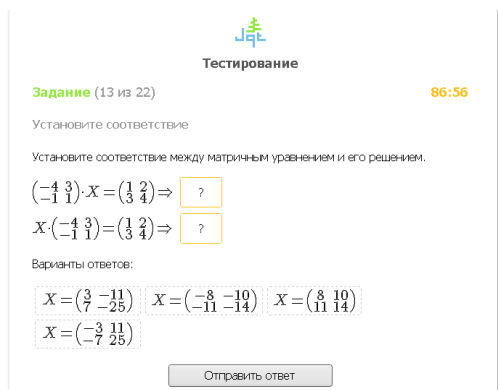 Jqt
Тестирование
Задание (13 из 22) 86:56
Установите соответствие
Установите соответствие между матричным уравнением и его решением.
(−4 3
−1 1)·X=(1 2
3 4)⇒ ?
X·(−4 3
−1 1)=(1 2
3 4)⇒ ?
Варианты ответов:
X=(3 −11
7 −25) X=(−8 −10
−11 −14) X=(8 10
11 14)
X=(−3 11
−7 25)
Отправить ответ